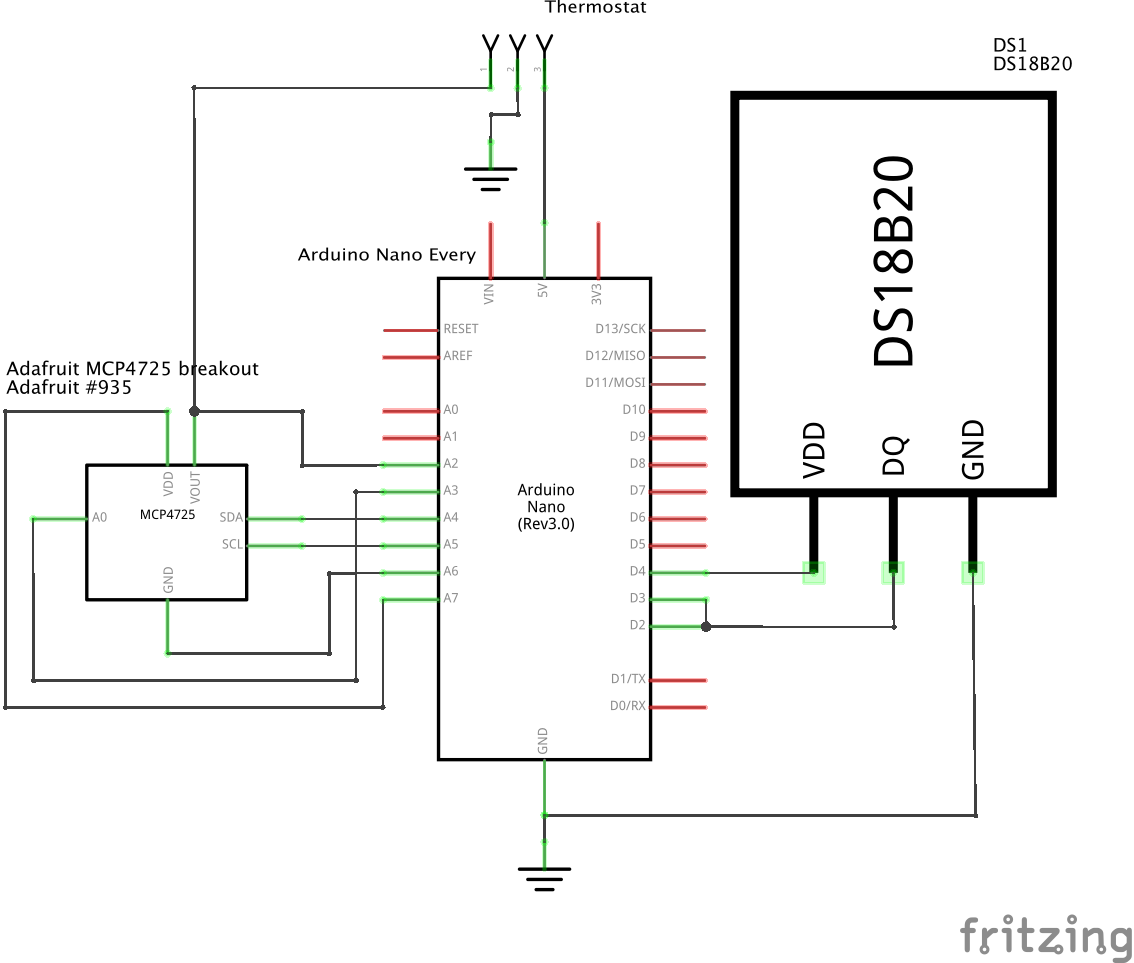 Thermostat
1
2
3
DS1
DS18B20
DS18B20
VDD
DQ
GND
Arduino Nano Every
VIN
5V
3V3
RESET
AREF
A0
A1
A2
A3
A4
A5
A6
A7
Arduino
Nano
(Rev3.0)
D13/SCK
D12/MISO
D11/MOSI
D10
D9
D8
D7
D6
D5
D4
D3
D2
D1/TX
D0/RX
GND
Adafruit MCP4725 breakout
Adafruit #935
VDD
VOUT
MCP4725
A0
SDA
SCL
GND
fritzing